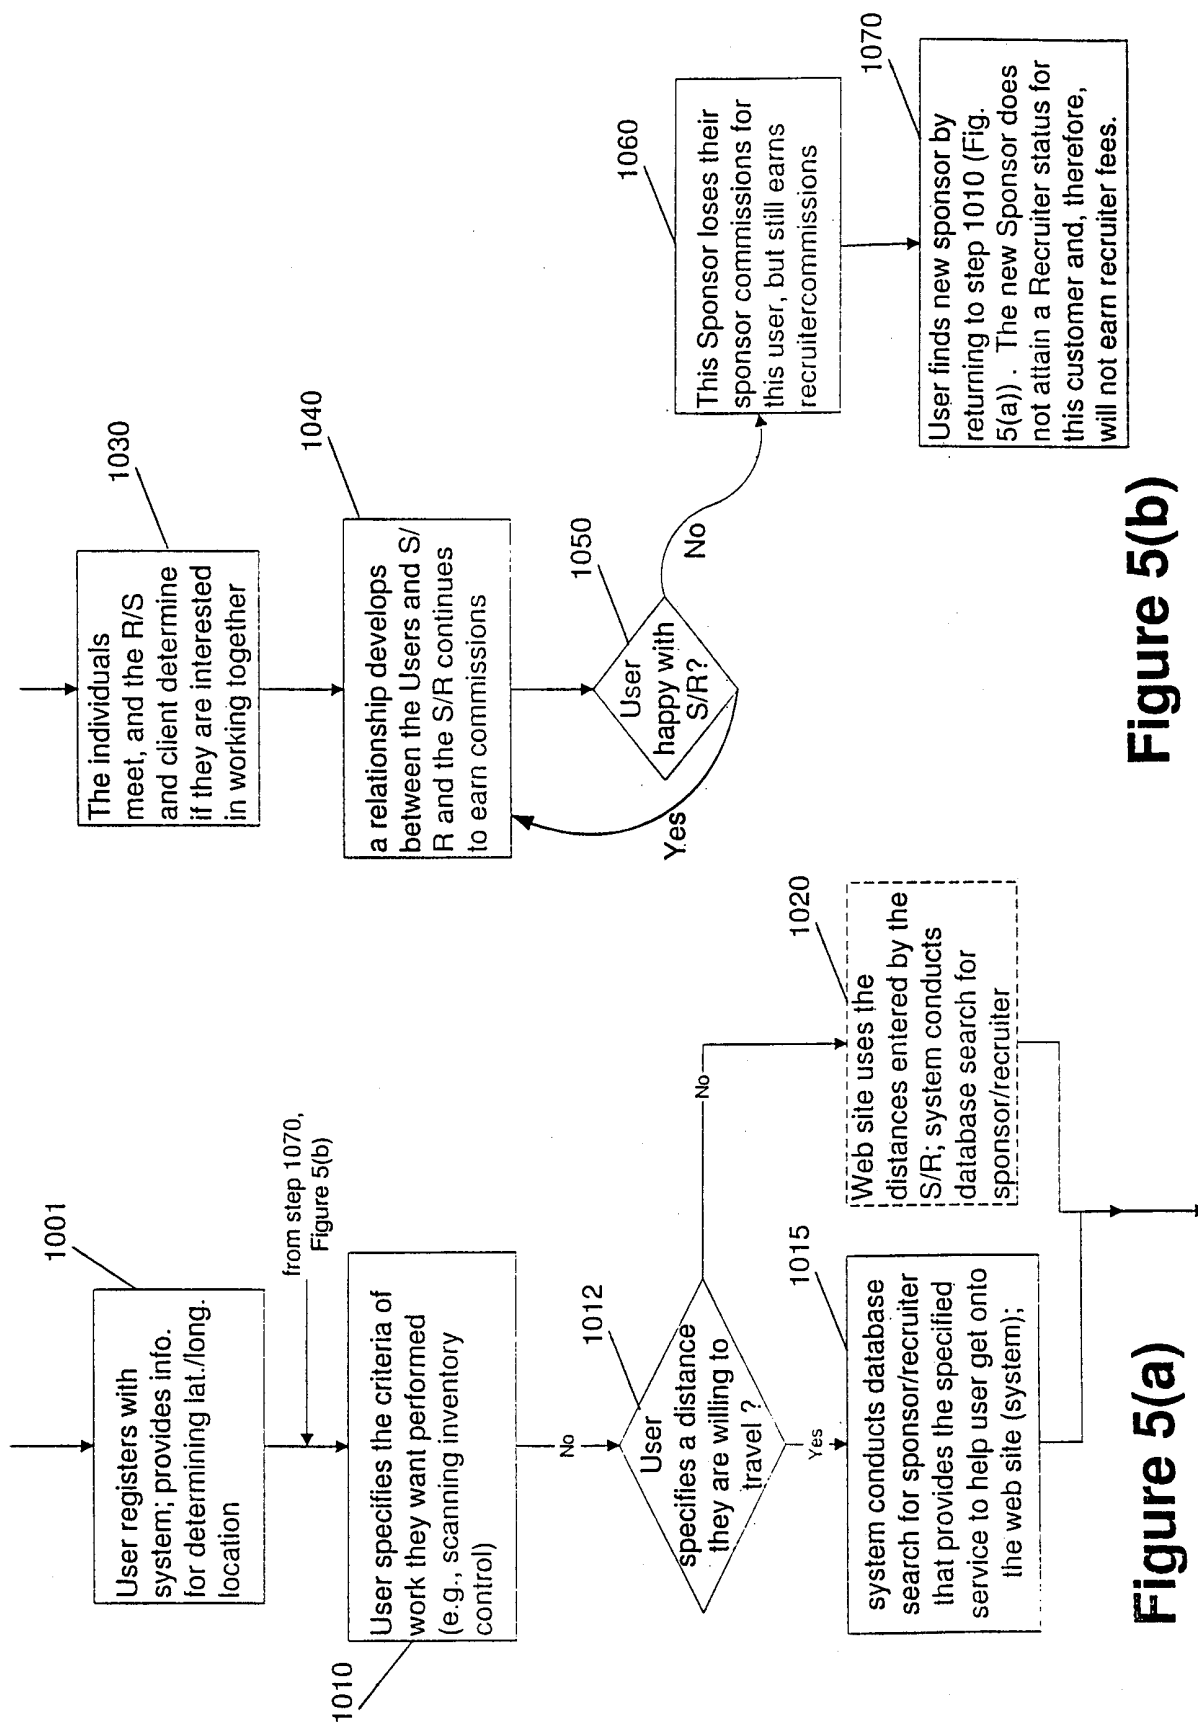 1001
User registers with
system; provides info.
for determining lat./long.
location
from step 1070,
Figure 5(b)
1010
User specifies the criteria of
work they want performed
(e.g., scanning inventory
control)
No
1012
User
specifies a distance
they are willing to
travel ?
No
Yes
1015
system conducts database
search for sponsor/recruiter
that provides the specified
service to help user get onto
the web site (system);
1020
Web site uses the
distances entered by the
S/R; system conducts
database search for
sponsor/recruiter
Figure 5(a)
1030
The individuals
meet, and the R/S
and client determine
if they are interested
in working together
1040
a relationship develops
between the Users and S/
R and the S/R continues
to earn commissions
1050
User
happy with
S/R?
Yes
No
1060
This Sponsor loses their
sponsor commissions for
this user, but still earns
recruitercommissions
1070
User finds new sponsor by
returning to step 1010 (Fig.
5(a)) . The new Sponsor does
not attain a Recruiter status for
this customer and, therefore,
will not earn recruiter fees.
Figure 5(b)